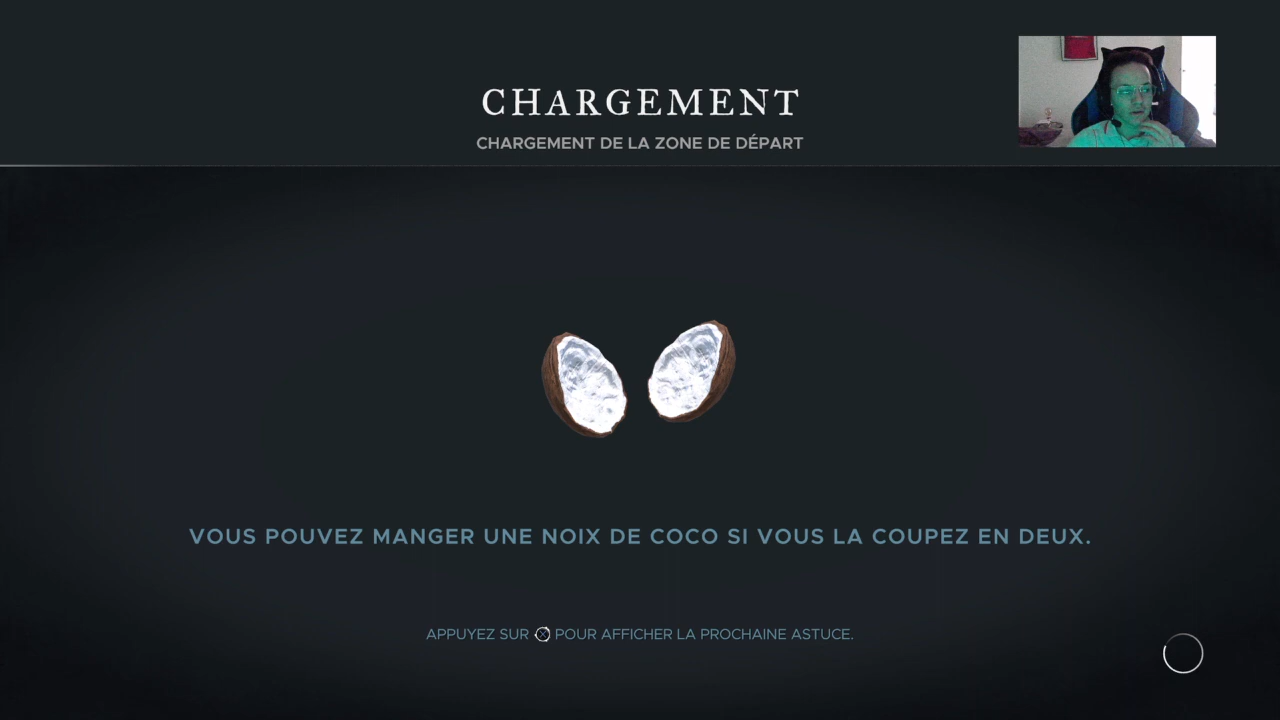 CHARGEMENT
CHARGEMENT DE LA ZONE DE DÉPART
VOUS POUVEZ MANGER UNE NOIX DE COCO SI VOUS LA COUPEZ EN DEUX.
APPUYEZ SUR POUR AFFICHER LA PROCHAINE ASTUCE.